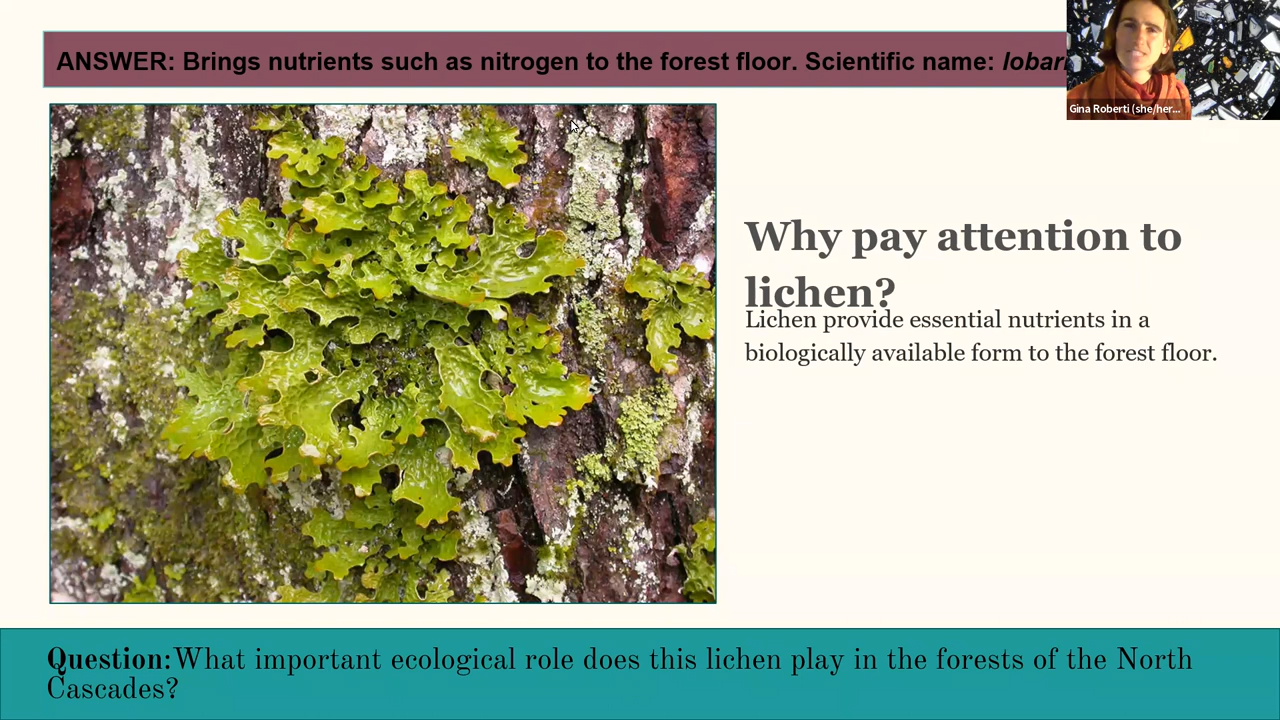 ANSWER: Brings nutrients such as nitrogen to the forest floor. Scientific name:
Gina Roberti (she/her...
Why pay attention to
lichen?
Lichen provide essential nutrients in a
biologically available form to the forest floor.
Question:What important ecological role does this lichen play in the forests of the North
Cascades?